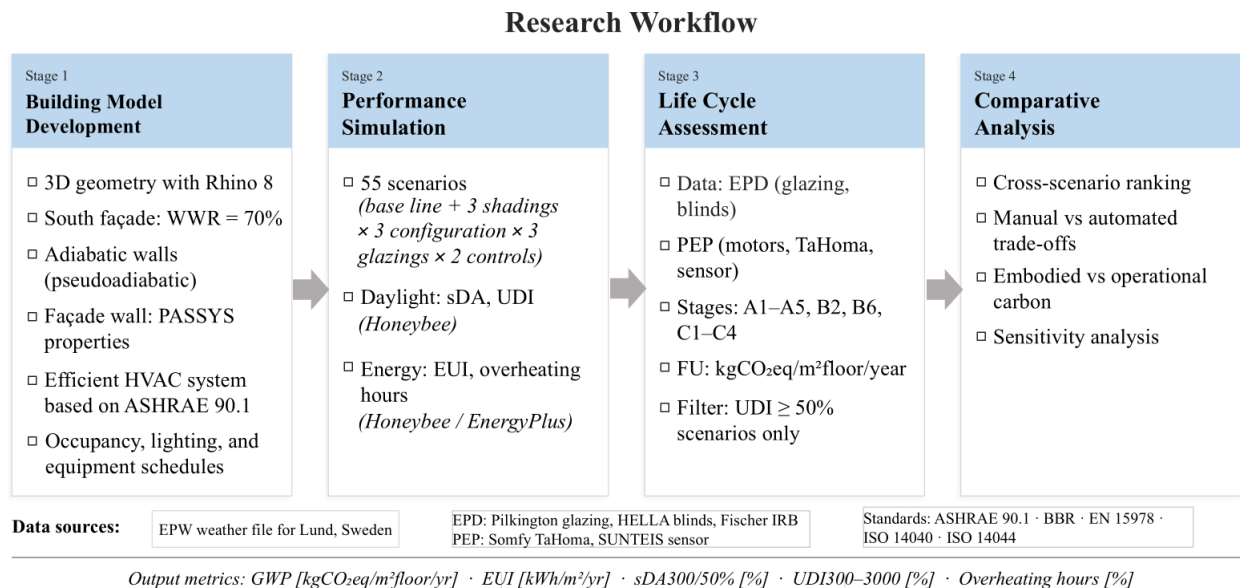 Research Workflow
Stage 1
Building Model
Development
□ 3D geometry with Rhino 8
□ South façade: WWR = 70%
□ Adiabatic walls
(pseudoadiabatic)
□ Façade wall: PASSYS
properties
□ Efficient HVAC system
based on ASHRAE 90.1
□ Occupancy, lighting, and
equipment schedules
Stage 2
Performance
Simulation
□ 55 scenarios
(base line + 3 shadings
× 3 configuration × 3
glazings × 2 controls)
□ Daylight: sDA, UDI
(Honeybee)
□ Energy: EUI, overheating
hours
(Honeybee / EnergyPlus)
Stage 3
Life Cycle
Assessment
□ Data: EPD (glazing,
blinds)
□ PEP (motors, TaHoma,
sensor)
□ Stages: A1–A5, B2, B6,
C1–C4
□ FU: kgCO₂eq/m²floor/year
□ Filter: UDI ≥ 50%
scenarios only
Stage 4
Comparative
Analysis
□ Cross-scenario ranking
□ Manual vs automated
trade-offs
□ Embodied vs operational
carbon
□ Sensitivity analysis
Data sources:
EPW weather file for Lund, Sweden
EPD: Pilkington glazing, HELLA blinds, Fischer IRB
PEP: Somfy TaHoma, SUNTEIS sensor
Standards: ASHRAE 90.1 · BBR · EN 15978 ·
ISO 14040 · ISO 14044
Output metrics: GWP [kgCO₂eq/m²floor/yr] · EUI [kWh/m²/yr] · sDA300/50% [%] · UDI300–3000 [%] · Overheating hours [%]